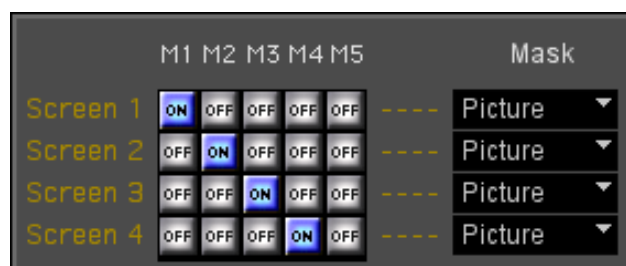 M1 M2 M3 M4 M5 Mask
Screen 1 ON OFF OFF OFF OFF ---- Picture
Screen 2 OFF ON OFF OFF OFF ---- Picture
Screen 3 OFF OFF ON OFF OFF ---- Picture
Screen 4 OFF OFF OFF ON OFF ---- Picture